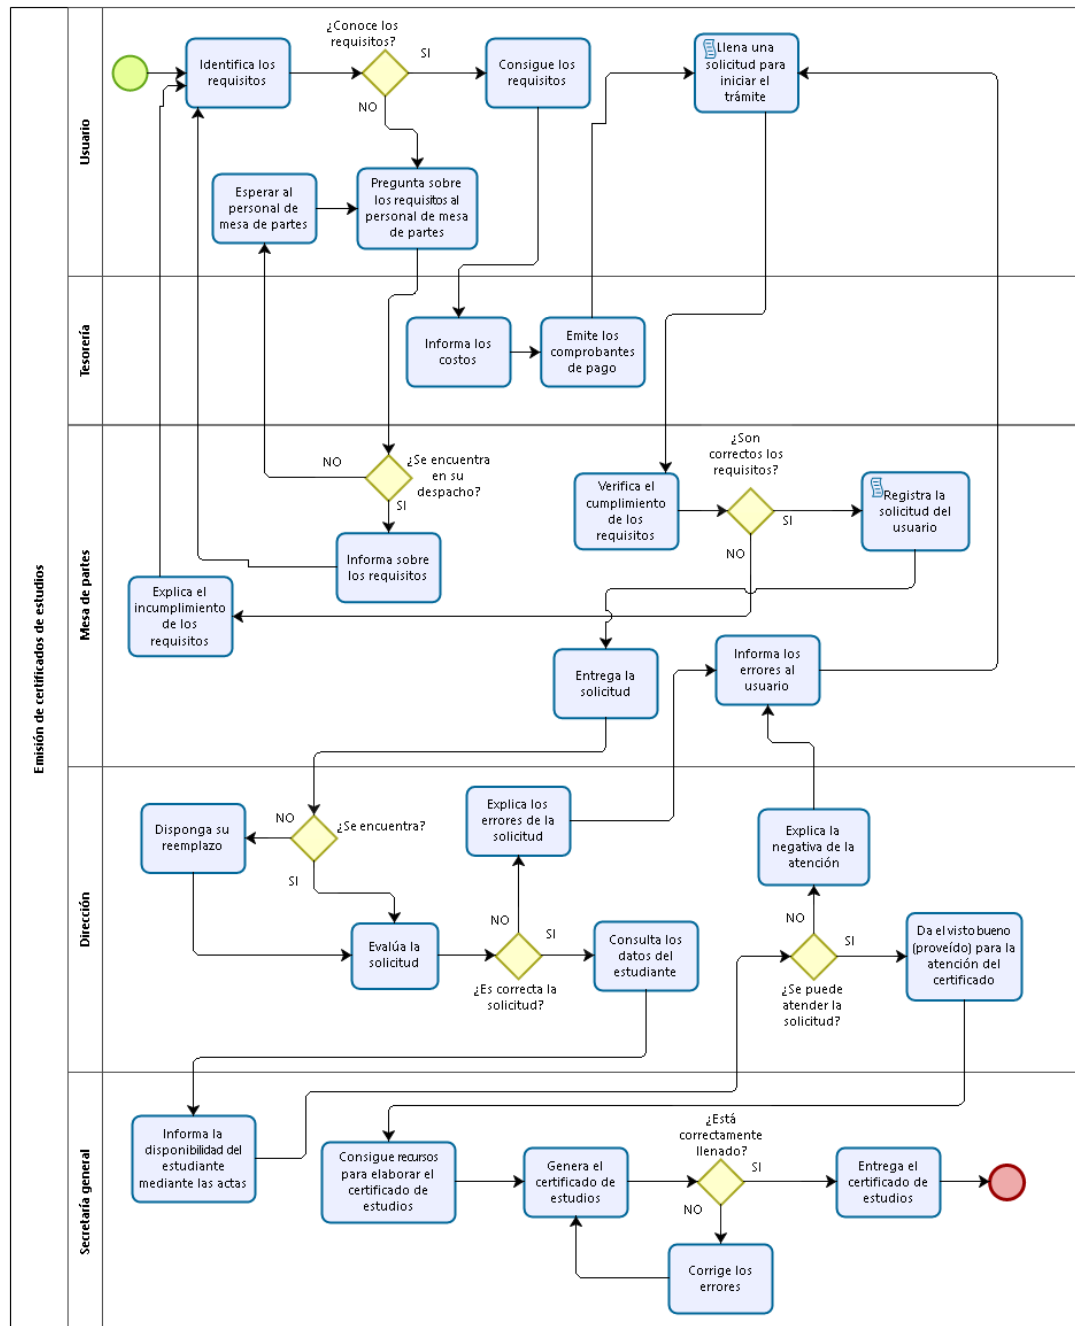 Emisión de certificados de estudios
Usuario
¿Conoce los
requisitos?
Identifica los
requisitos
SI
NO
Consigue los
requisitos
Llena una
solicitud para
iniciar el
trámite
Esperar al
personal de
mesa de partes
Pregunta sobre
los requisitos al
personal de mesa
de partes
Tesorería
Informa los
costos
Emite los
comprobantes
de pago
Mesa de partes
NO
¿Se encuentra
en su
despacho?
SI
Informa sobre
los requisitos
¿Son
correctos los
requisitos?
Verifica el
cumplimiento
de los
requisitos
SI
NO
Registra la
solicitud del
usuario
Explica el
incumplimiento
de los
requisitos
Entrega la
solicitud
Informa los
errores al
usuario
Dirección
Disponga su
reemplazo
NO
¿Se encuentra?
SI
Explica los
errores de la
solicitud
Explica la
negativa de la
atención
Evalúa la
solicitud
NO
SI
¿Es correcta la
solicitud?
Consulta los
datos del
estudiante
NO
SI
¿Se puede
atender la
solicitud?
Da el visto bueno
(proveído) para la
atención del
certificado
Secretaría general
Informa la
disponibilidad del
estudiante
mediante las actas
Consigue recursos
para elaborar el
certificado de
estudios
Genera el
certificado de
estudios
¿Está
correctamente
llenado?
SI
NO
Entrega el
certificado de
estudios
Corrige los
errores